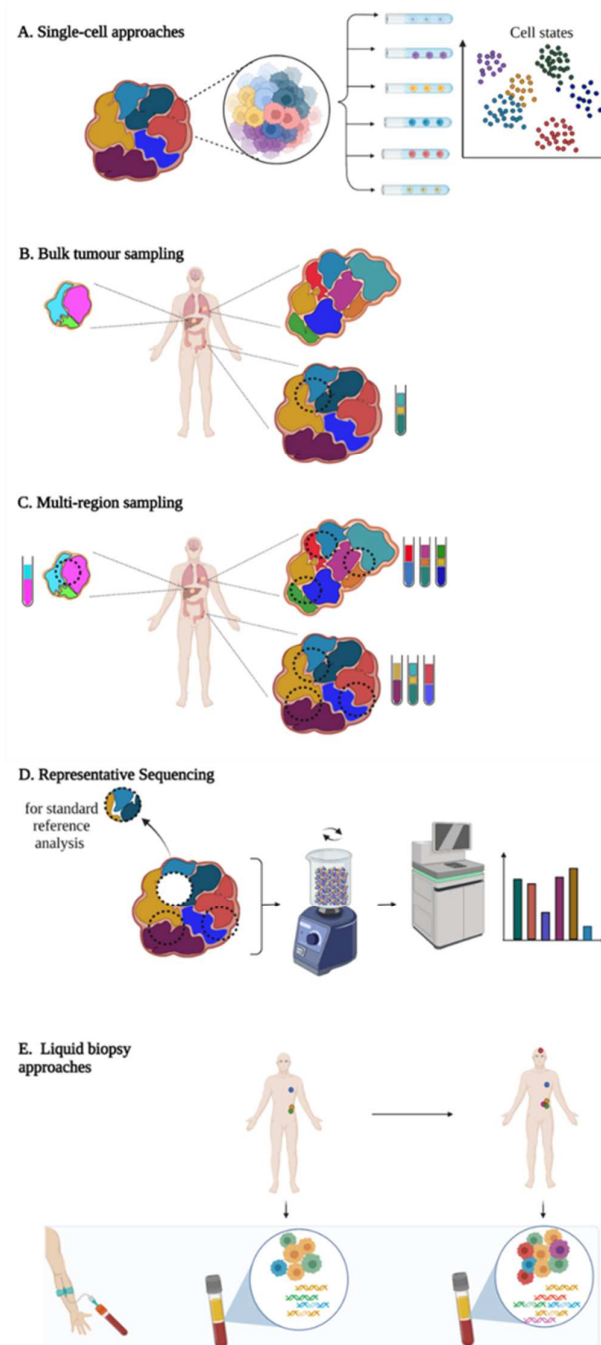 A. Single-cell approaches
Cell states
B. Bulk tumour sampling
C. Multi-region sampling
D. Representative Sequencing
for standard
reference
analysis
E. Liquid biopsy
approaches